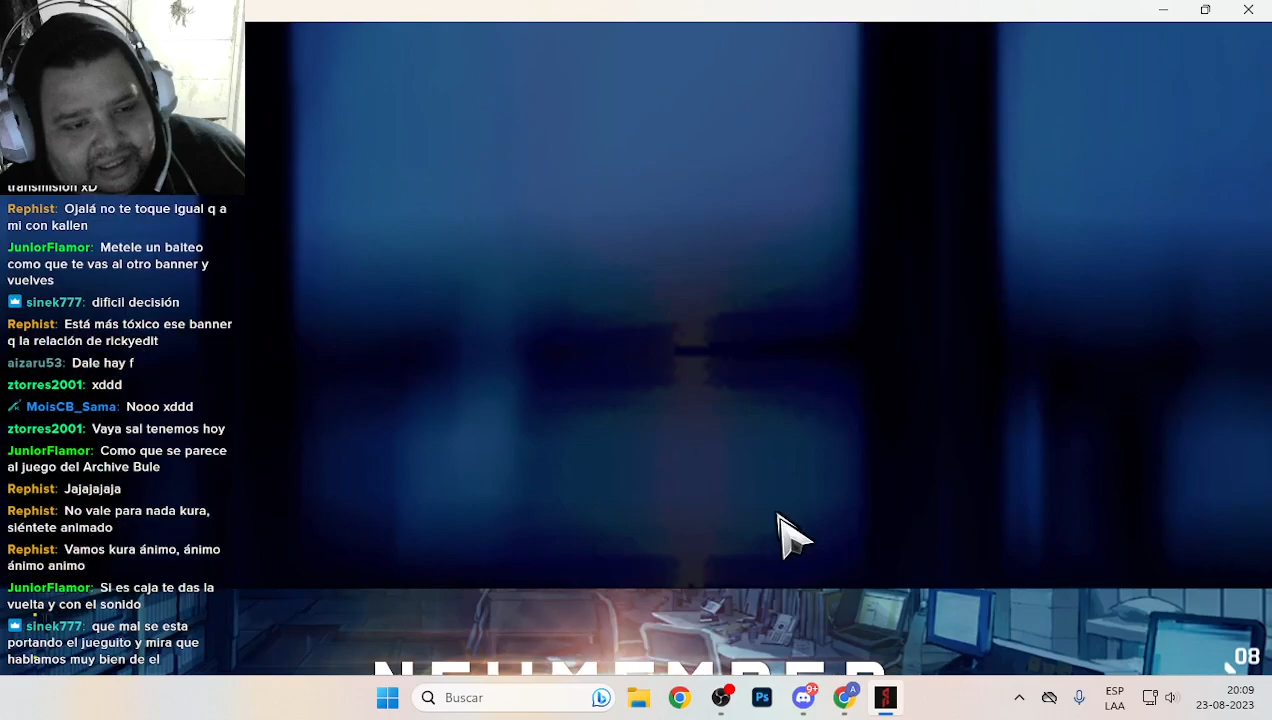 transmision xD
Rephist: Ojalá no te toque igual q a
mi con kallen
JuniorFlamor: Metele un baiteo
como que te vas al otro banner y
vuelves
sinek777: dificil decisión
Rephist: Está más tóxico ese banner
q la relación de rickyedit
aizaru53: Dale hay f
ztorres2001: xddd
MoisCB_Sama: Nooo xddd
ztorres2001: Vaya sal tenemos hoy
JuniorFlamor: Como que se parece
al juego del Archive Bule
Rephist: Jajajajaja
Rephist: No vale para nada kura,
siéntete animado
Rephist: Vamos kura ánimo, ánimo
ánimo animo
JuniorFlamor: Si es caja te das la
vuelta y con el sonido
sinek777: que mal se esta
portando el jueguito y mira que
hablamos muy bien de el
NEW MEMBER
08
Buscar
Ps
9+
A
ESP
LAA
20:09
23-08-2023